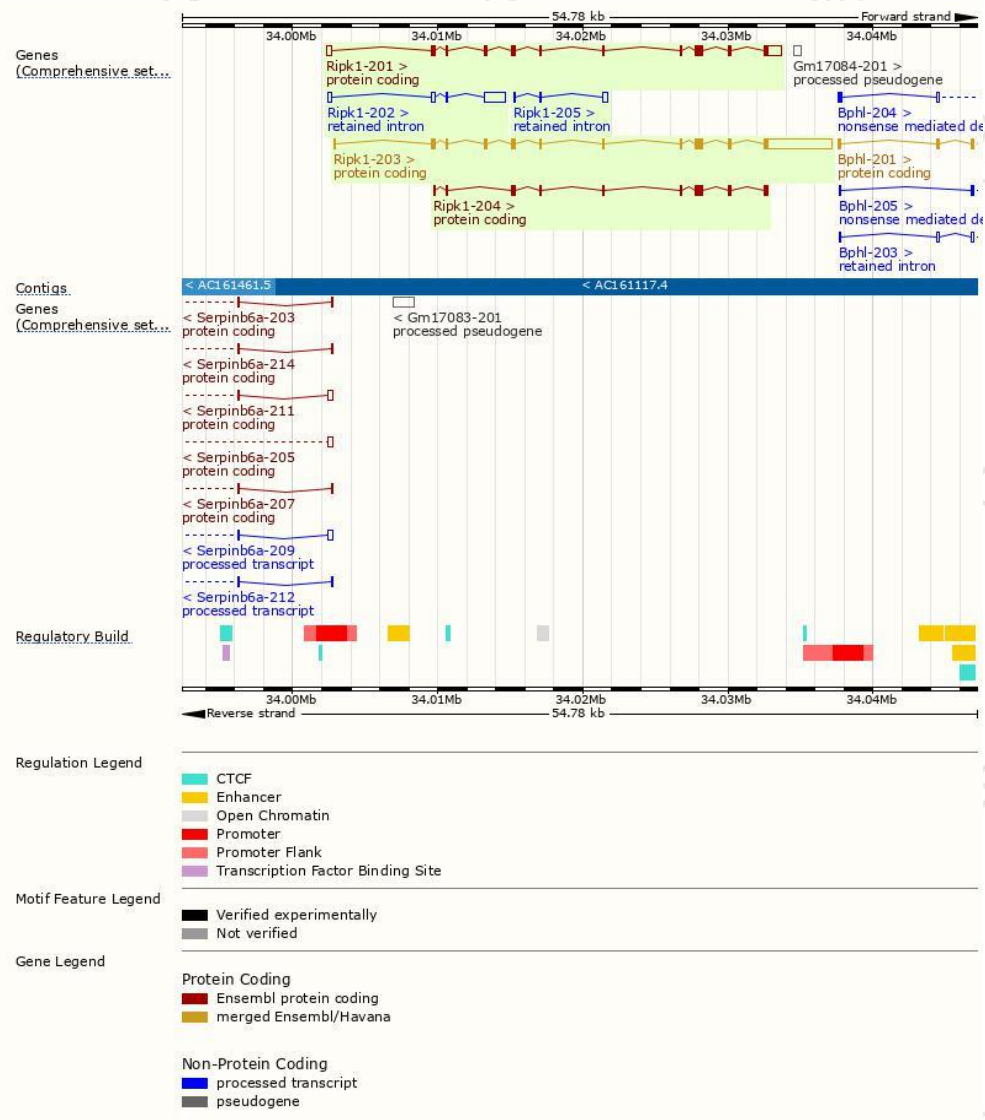 54.78 kb Forward strand
34.00Mb 34.01Mb 34.02Mb 34.03Mb 34.04Mb
Genes
(Comprehensive set...
Ripk1-201 >
protein coding
Gm17084-201 >
processed pseudogene
Ripk1-202 >
retained intron
Ripk1-205 >
retained intron
Bphl-204 >
nonsense mediated de
Ripk1-203 >
protein coding
Bphl-201 >
protein coding
Ripk1-204 >
protein coding
Bphl-205 >
nonsense mediated de
Bphl-203 >
retained intron
Contigs
< AC161461.5 < AC161117.4
Genes
(Comprehensive set...
< Serpinb6a-203
protein coding
< Gm17083-201
processed pseudogene
< Serpinb6a-214
protein coding
< Serpinb6a-211
protein coding
< Serpinb6a-205
protein coding
< Serpinb6a-207
protein coding
< Serpinb6a-209
processed transcript
< Serpinb6a-212
processed transcript
Regulatory Build
34.00Mb 34.01Mb 34.02Mb 34.03Mb 34.04Mb
Reverse strand 54.78 kb
Regulation Legend
CTCF
Enhancer
Open Chromatin
Promoter
Promoter Flank
Transcription Factor Binding Site
Motif Feature Legend
Verified experimentally
Not verified
Gene Legend
Protein Coding
Ensembl protein coding
merged Ensembl/Havana
Non-Protein Coding
processed transcript
pseudogene